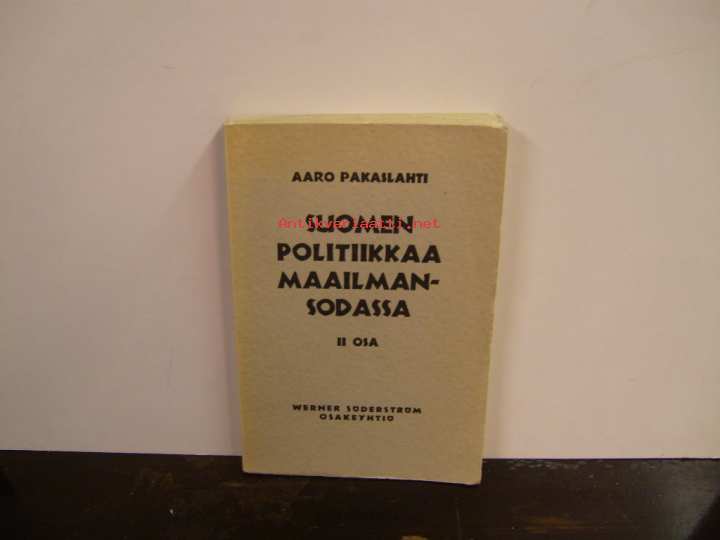 AARO PAKASLAHTI
SUOMEN
Antikvariaatti.net
POLITIIKKAA
MAAILMAN-
SODASSA
II OSA
WERNER SÖDERSTRÖM
OSAKEYHTIÖ